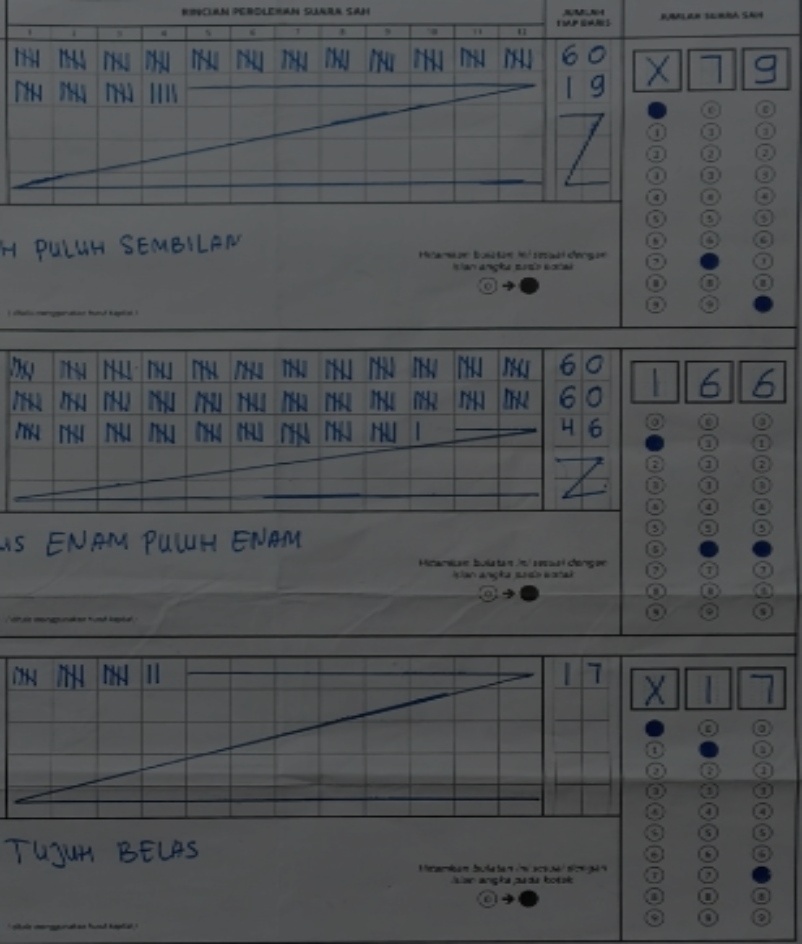 RINCIAN PEROLEHAN SUARA SAH
JUMLAH
TIAP BARIS
JUMLAH SUARA SAH
1 2 3 4 5 6 7 8 9 10 11 12
60
19
X 7 9
H PULUH SEMBILAN
Hitamkan bulatan ini sesuai dengan
isian angka pada kotak
0 → ●
(ditulis menggunakan huruf kapital)
60
60
46
1 6 6
US ENAM PULUH ENAM
Hitamkan bulatan ini sesuai dengan
isian angka pada kotak
0 → ●
(ditulis menggunakan huruf kapital)
17
X 1 7
TUJUH BELAS
Hitamkan bulatan ini sesuai dengan
isian angka pada kotak
0 → ●
(ditulis menggunakan huruf kapital)